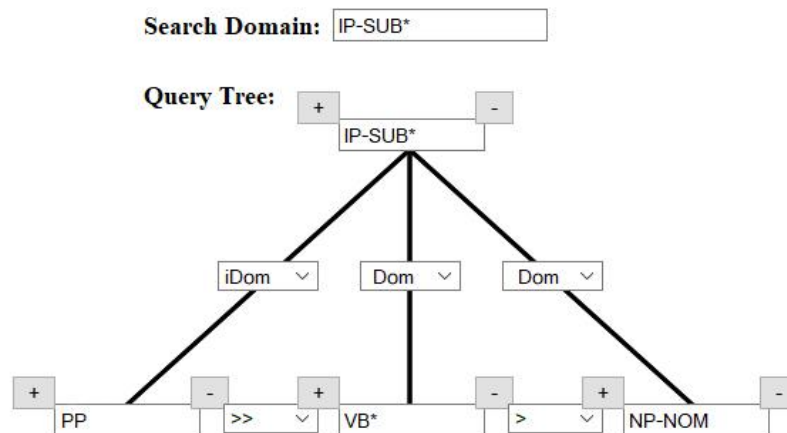 Search Domain: IP-SUB*
Query Tree:
+ -
IP-SUB*
iDom Dom Dom
+ - + - + -
PP >> VB* > NP-NOM